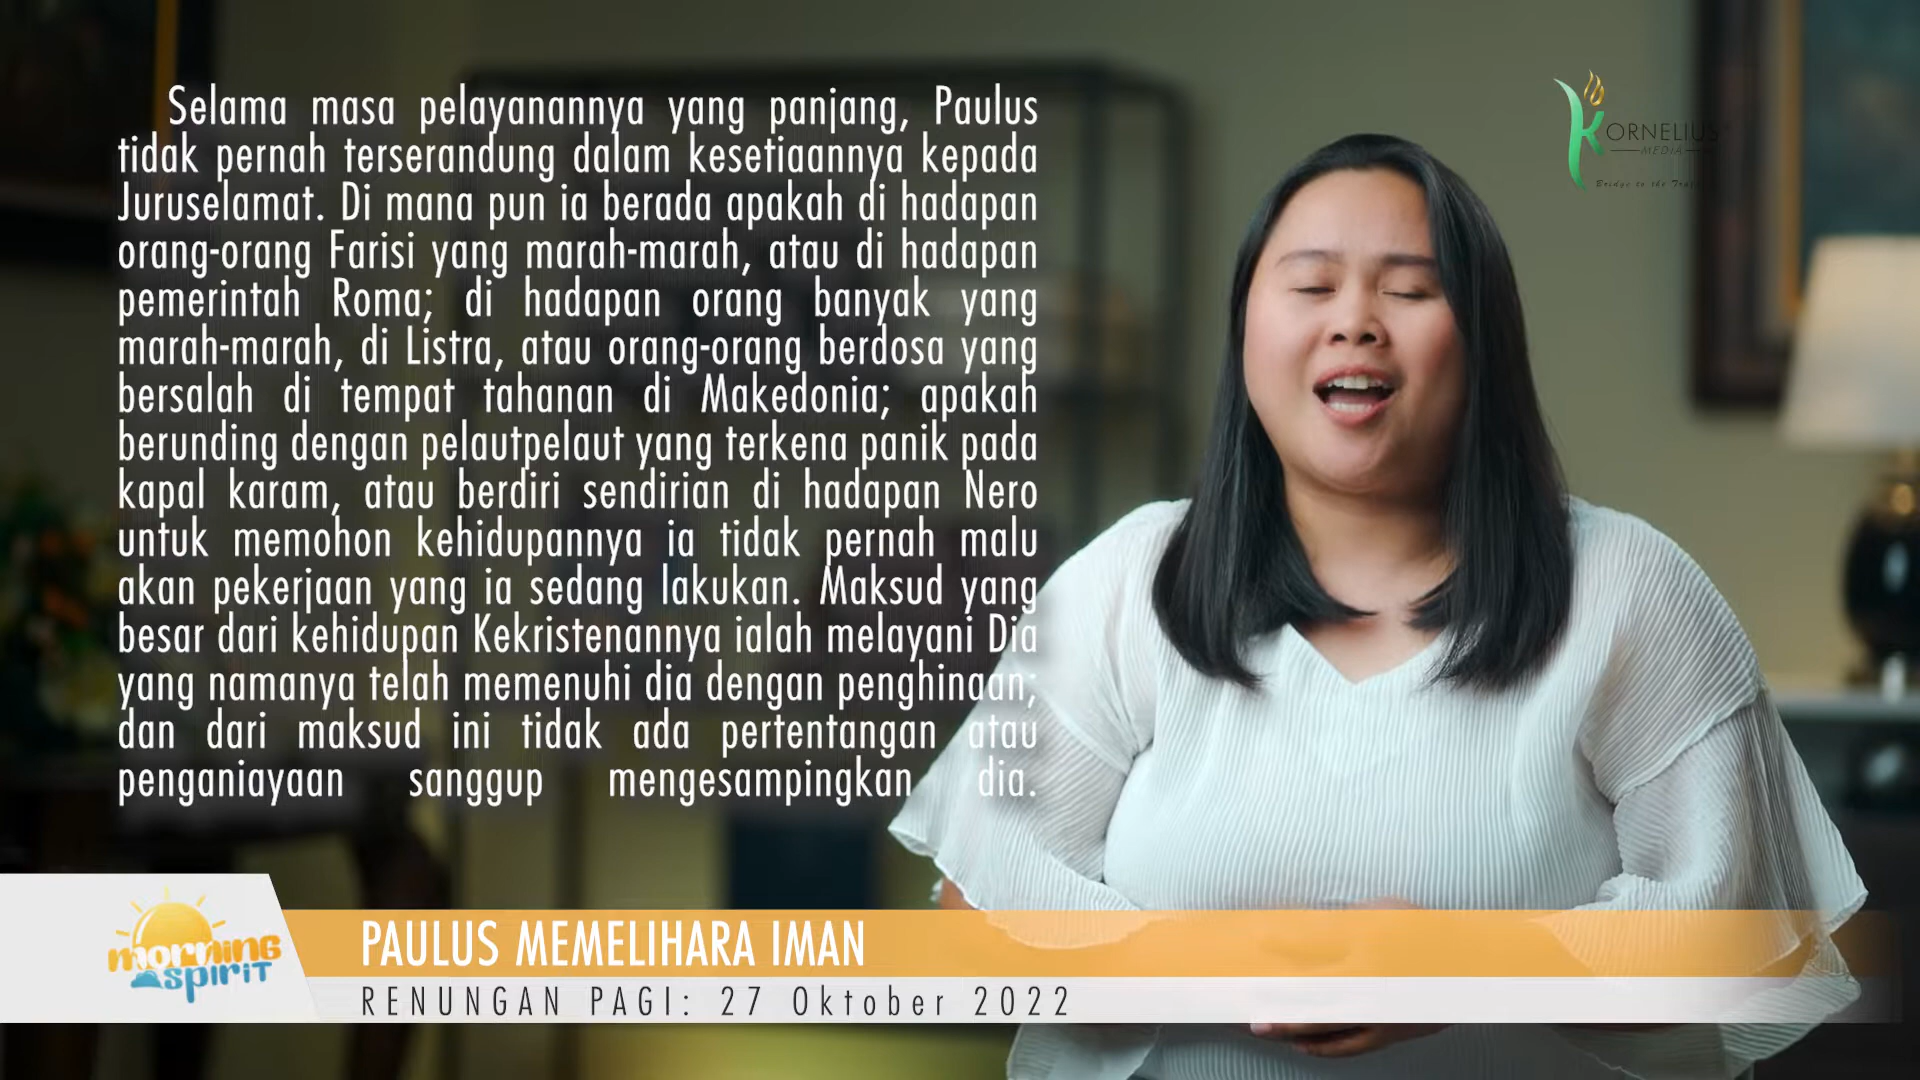 Selama masa pelayanannya yang panjang, Paulus
tidak pernah terserandung dalam kesetiaannya kepada
Juruselamat. Di mana pun ia berada apakah di hadapan
orang-orang Farisi yang marah-marah, atau di hadapan
pemerintah Roma; di hadapan orang banyak yang
marah-marah, di Listra, atau orang-orang berdosa yang
bersalah di tempat tahanan di Makedonia; apakah
berunding dengan pelautpelaut yang terkena panik pada
kapal karam, atau berdiri sendirian di hadapan Nero
untuk memohon kehidupannya ia tidak pernah malu
akan pekerjaan yang ia sedang lakukan. Maksud yang
besar dari kehidupan Kekristenannya ialah melayani Dia
yang namanya telah memenuhi dia dengan penghinaan;
dan dari maksud ini tidak ada pertentangan atau
penganiayaan sanggup mengesampingkan dia.
KORNELIUS
MEDIA
Bridge to the
morning
spirit
PAULUS MEMELIHARA IMAN
RENUNGAN PAGI: 27 Oktober 2022